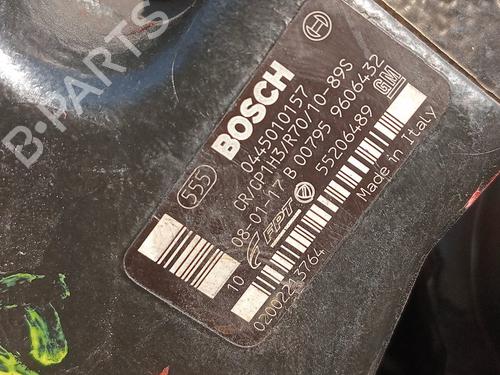 B-PARTS
BOSCH
555
0445010157
CR/CP1H3/R70/10-89S
08-01-17 B 00795 9606432
FPT 55206489 GM
Made in Italy
10